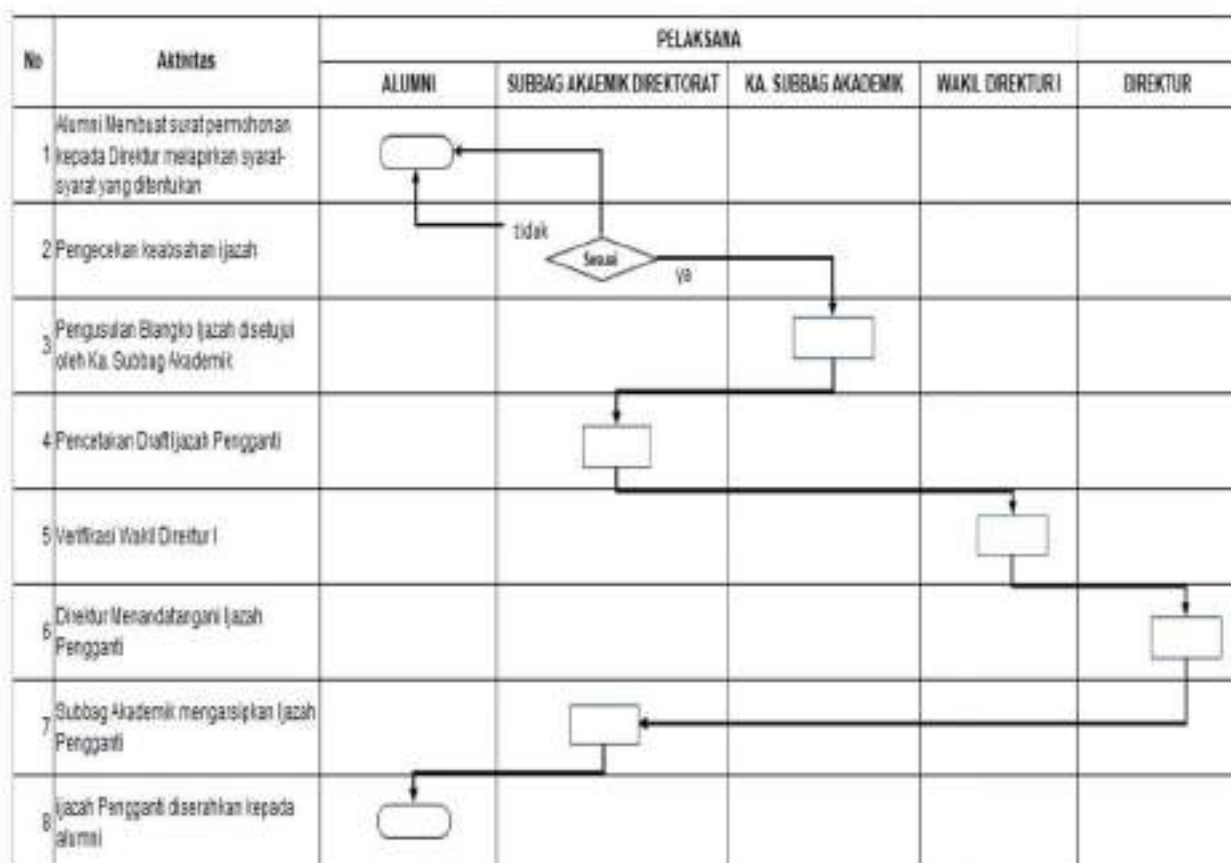 No
Aktivitas
PELAKSANA
ALUMNI
SUBBAG AKAEMIK DIREKTORAT
KA. SUBBAG AKADEMIK
WAKIL DIREKTUR I
DIREKTUR
1
Alumni Membuat surat permohonan
kepada Direktur melapirkan syarat-
syarat yang ditentukan
tidak
2
Pengecekan keabsahan ijazah
Sesuai
ya
3
Pengusulan Blangko Ijazah disetujui
oleh Ka. Subbag Akademik
4
Pencetakan Draft Ijazah Pengganti
5
Verifikasi Wakil Direktur I
6
Direktur Menandatangani Ijazah
Pengganti
7
Subbag Akademik mengarsipkan Ijazah
Pengganti
8
Ijazah Pengganti diserahkan kepada
alumni